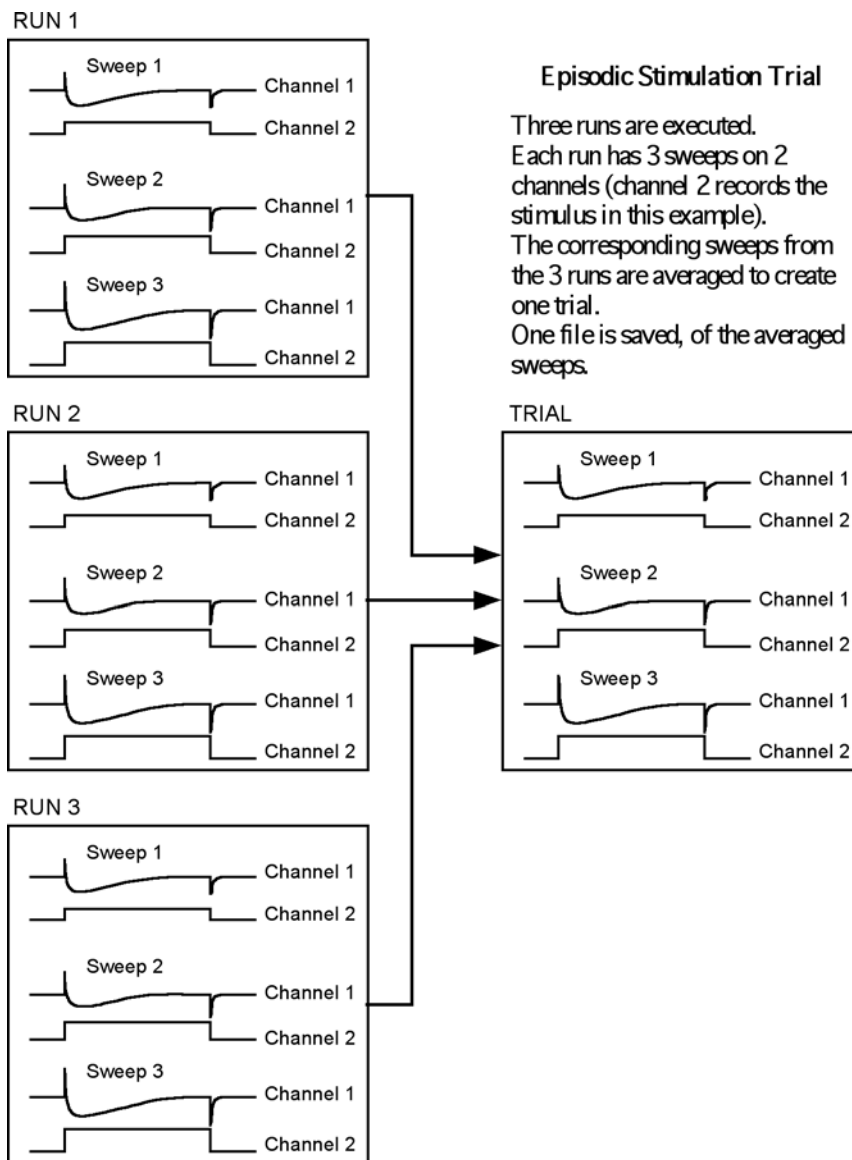 RUN 1
Sweep 1
Channel 1
Channel 2
Sweep 2
Channel 1
Channel 2
Sweep 3
Channel 1
Channel 2
Episodic Stimulation Trial
Three runs are executed.
Each run has 3 sweeps on 2
channels (channel 2 records the
stimulus in this example).
The corresponding sweeps from
the 3 runs are averaged to create
one trial.
One file is saved, of the averaged
sweeps.
RUN 2
Sweep 1
Channel 1
Channel 2
Sweep 2
Channel 1
Channel 2
Sweep 3
Channel 1
Channel 2
TRIAL
Sweep 1
Channel 1
Channel 2
Sweep 2
Channel 1
Channel 2
Sweep 3
Channel 1
Channel 2
RUN 3
Sweep 1
Channel 1
Channel 2
Sweep 2
Channel 1
Channel 2
Sweep 3
Channel 1
Channel 2